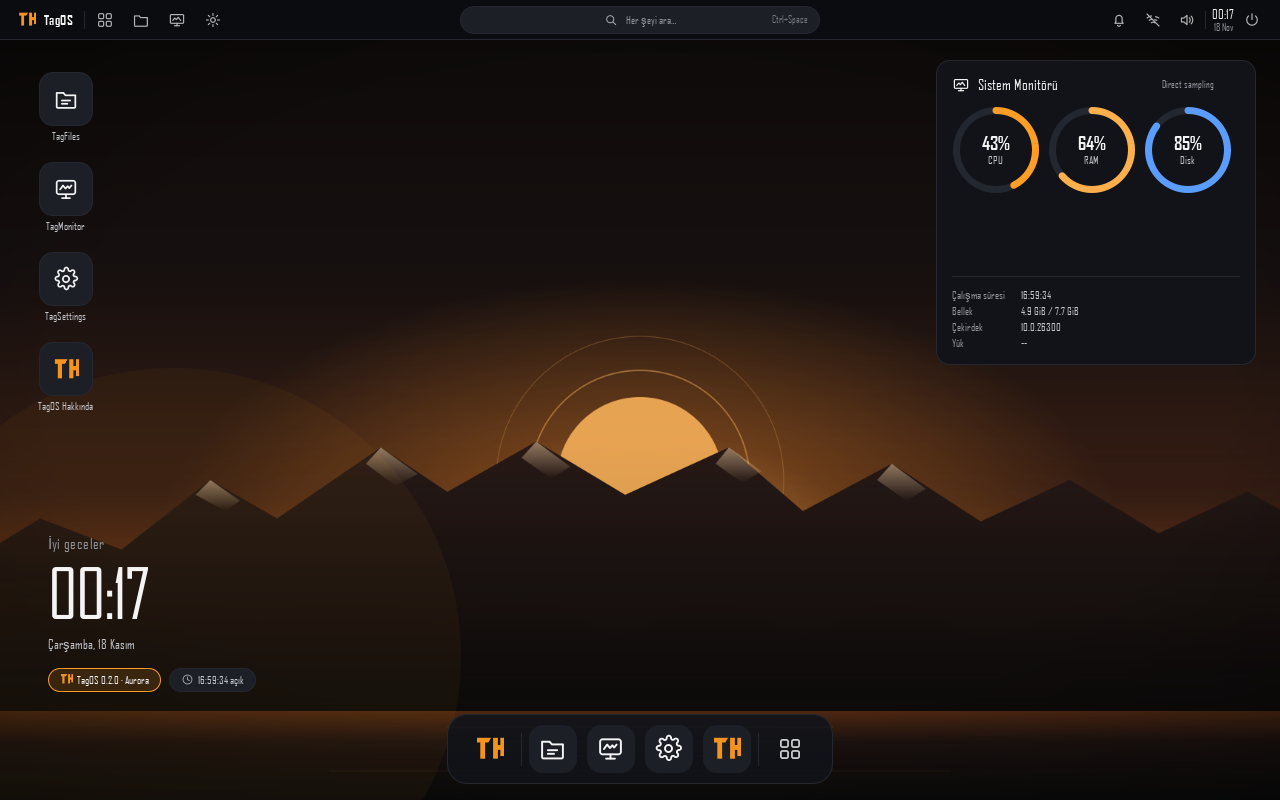 TH TagOS
Her şeyi ara...
Ctrl+Space
00:17
18 Nov
TagFiles
TagMonitor
TagSettings
TH
TagOS Hakkında
Sistem Monitörü
Direct sampling
43%
CPU
64%
RAM
85%
Disk
Çalışma süresi 16:59:34
Bellek 4.9 GiB / 7.7 GiB
Çekirdek 10.0.26300
Yük --
İyi geceler
00:17
Çarşamba, 18 Kasım
TH TagOS 0.2.0 · Aurora
16:59:34 açık
TH
TH